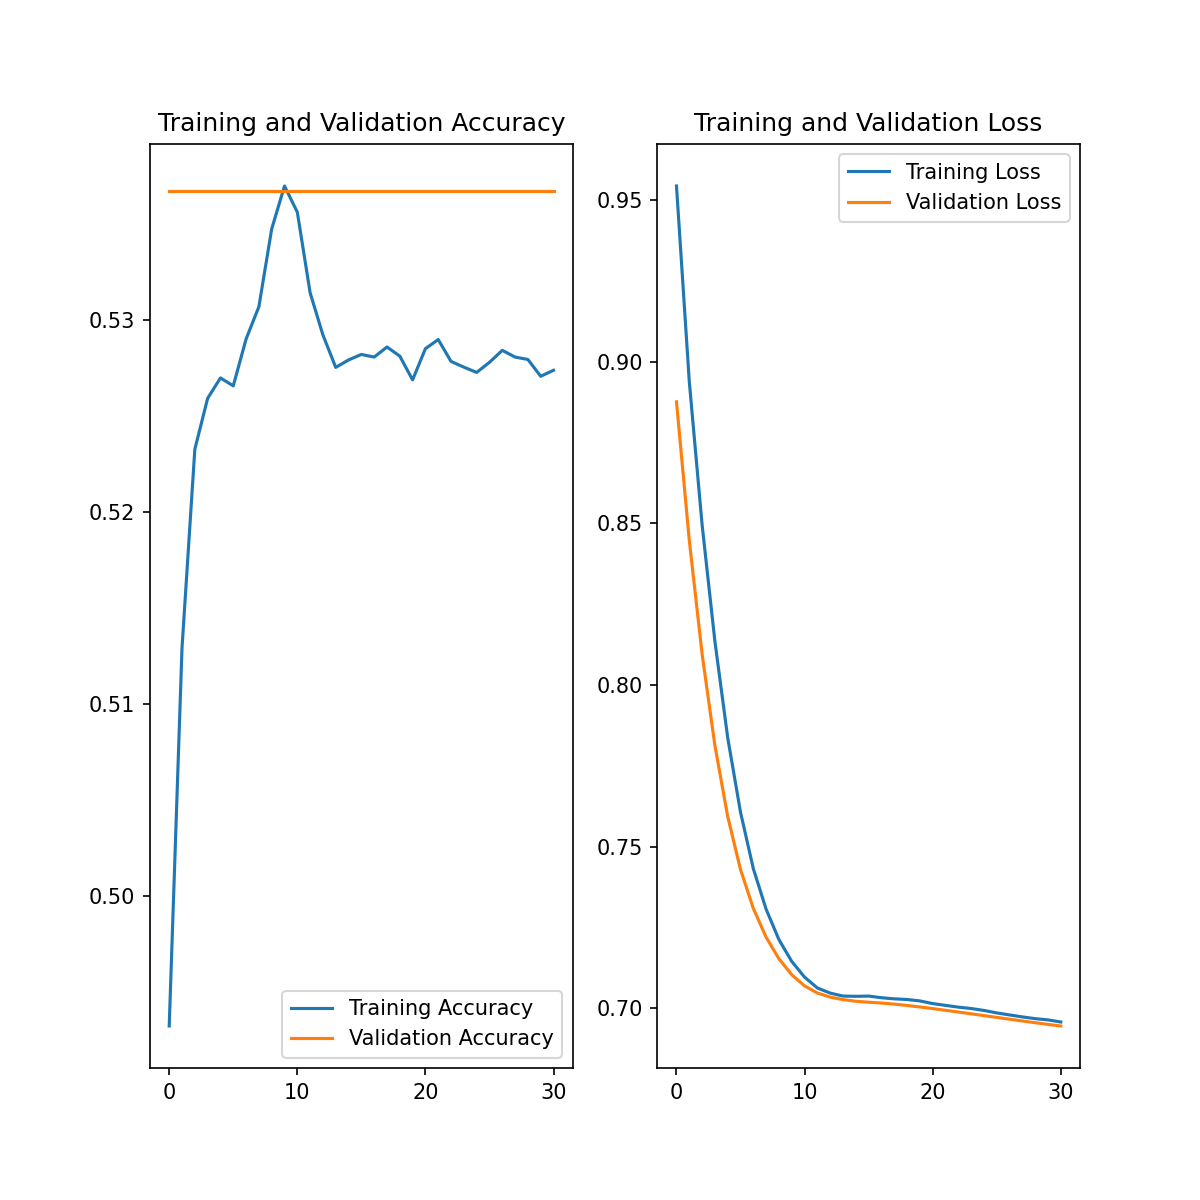 Training and Validation Accuracy
0.53
0.52
0.51
0.50
Training Accuracy
Validation Accuracy
0 10 20 30
Training and Validation Loss
Training Loss
Validation Loss
0.95
0.90
0.85
0.80
0.75
0.70
0 10 20 30